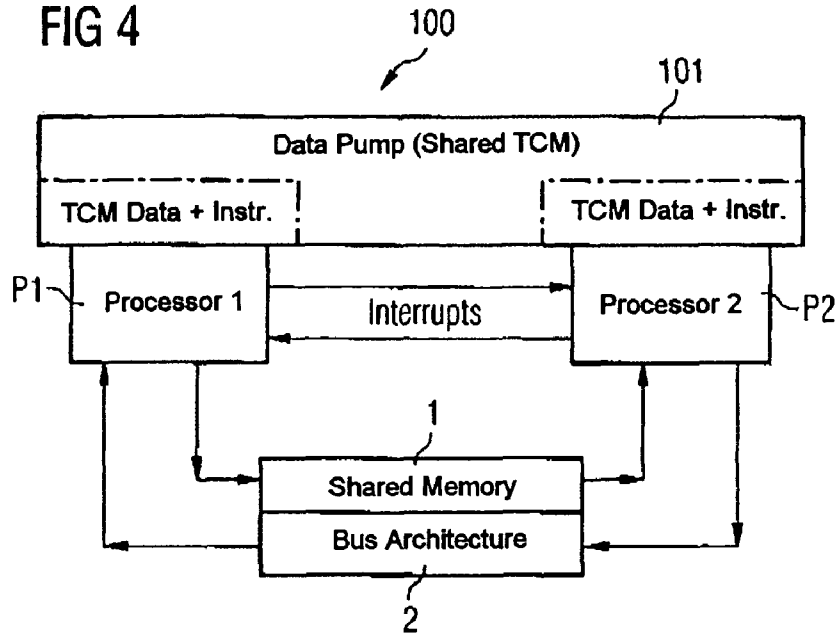 FIG 4
100
101
Data Pump (Shared TCM)
TCM Data + Instr.
TCM Data + Instr.
P1
Processor 1
Interrupts
Processor 2
P2
1
Shared Memory
Bus Architecture
2